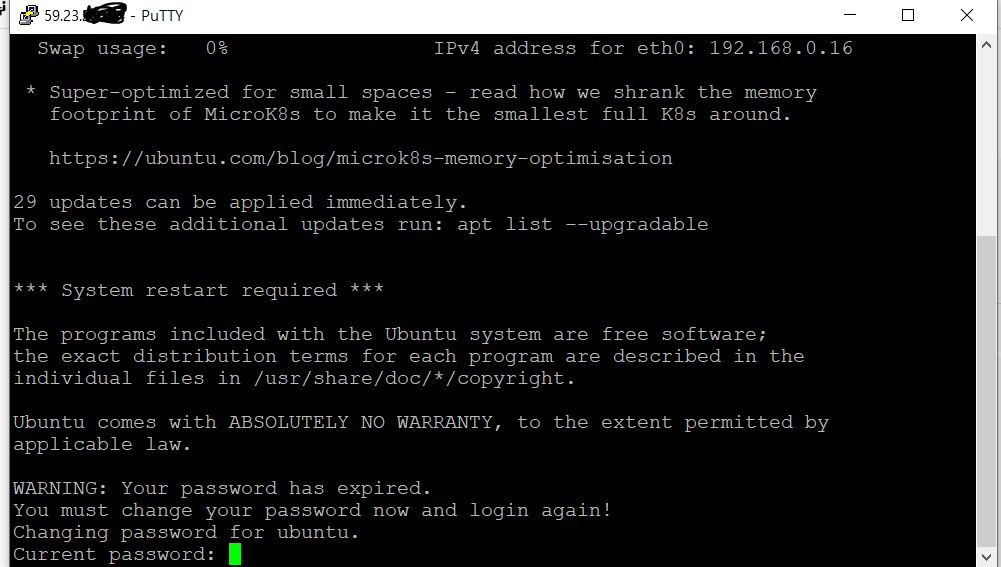 59.23. - PuTTY
Swap usage: 0% IPv4 address for eth0: 192.168.0.16
* Super-optimized for small spaces - read how we shrank the memory
footprint of MicroK8s to make it the smallest full K8s around.
https://ubuntu.com/blog/microk8s-memory-optimisation
29 updates can be applied immediately.
To see these additional updates run: apt list --upgradable
*** System restart required ***
The programs included with the Ubuntu system are free software;
the exact distribution terms for each program are described in the
individual files in /usr/share/doc/*/copyright.
Ubuntu comes with ABSOLUTELY NO WARRANTY, to the extent permitted by
applicable law.
WARNING: Your password has expired.
You must change your password now and login again!
Changing password for ubuntu.
Current password: